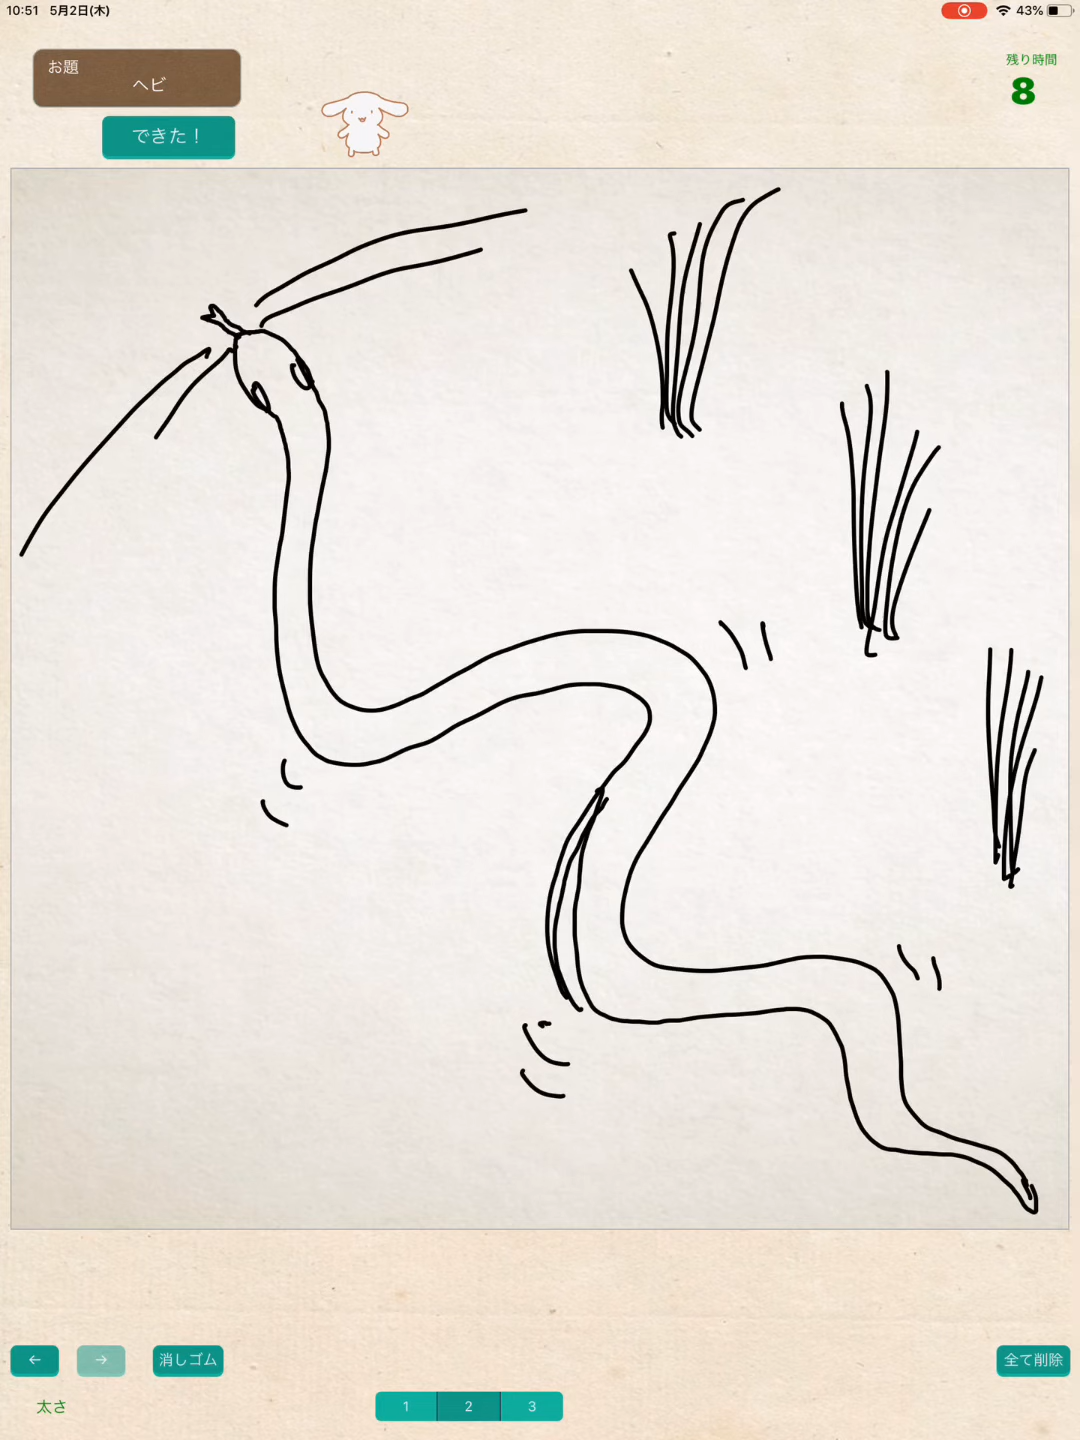 10:51 5月2日(木)
43%
お題
ヘビ
できた！
残り時間
8
← → 消しゴム
全て削除
太さ
1 2 3